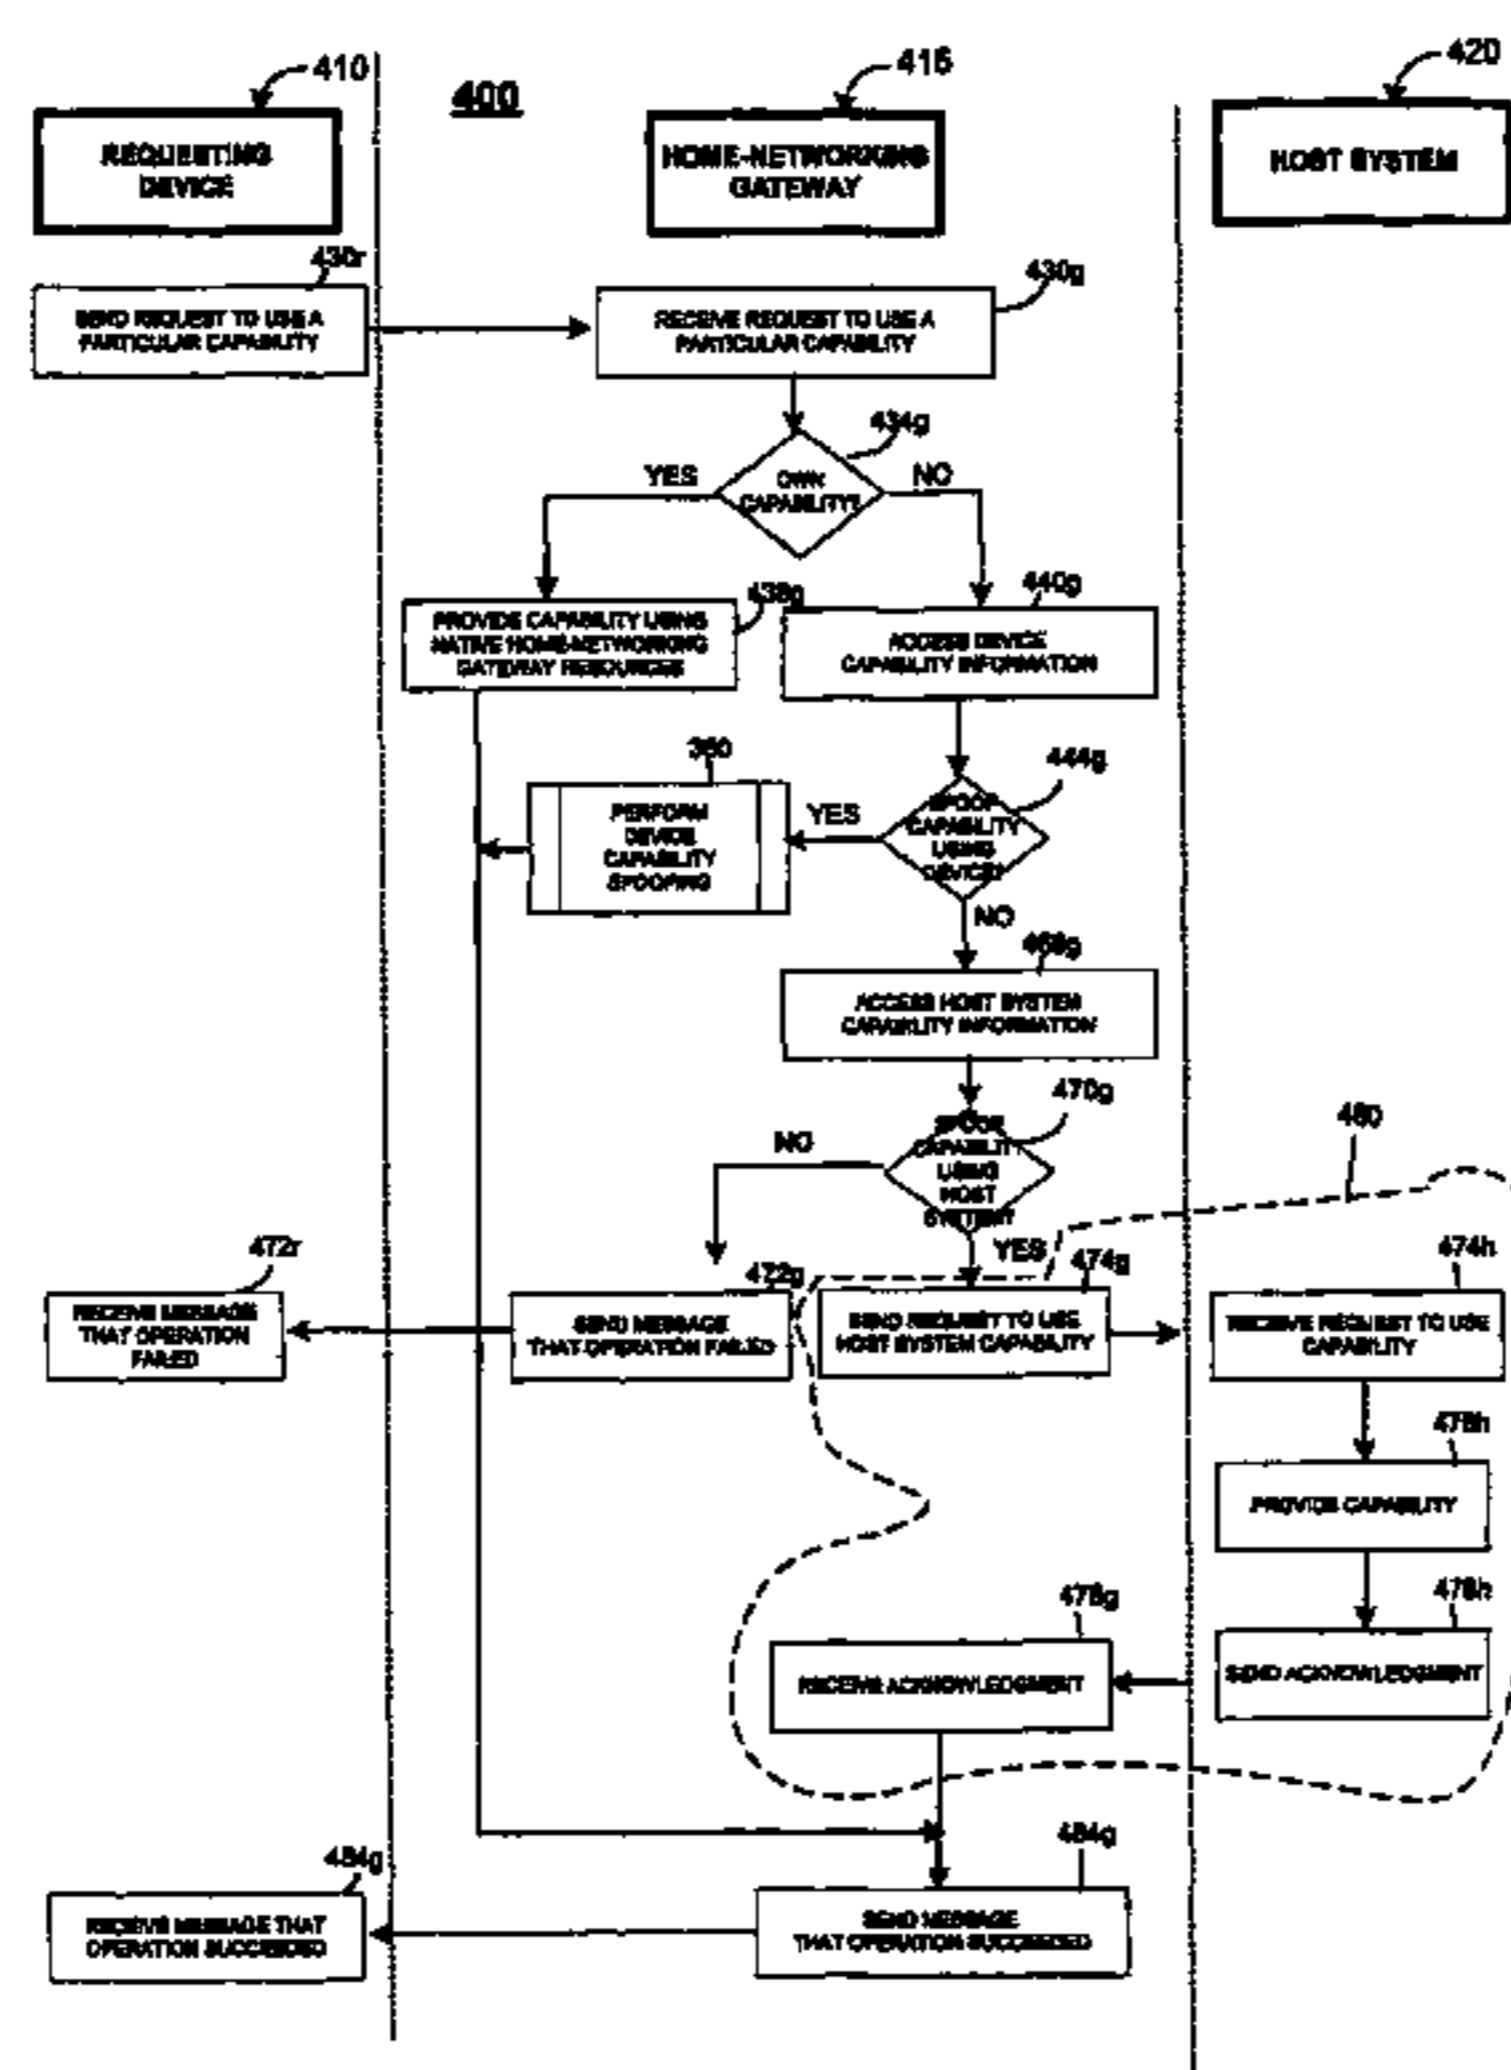 410
400
415
420
REQUESTING
DEVICE
HOME-NETWORKING
GATEWAY
HOST SYSTEM
430r
430g
SEND REQUEST TO USE A
PARTICULAR CAPABILITY
RECEIVE REQUEST TO USE A
PARTICULAR CAPABILITY
434g
YES
OWN
CAPABILITY?
NO
438g
440g
PROVIDE CAPABILITY USING
NATIVE HOME-NETWORKING
GATEWAY RESOURCES
ACCESS DEVICE
CAPABILITY INFORMATION
444g
PERFORM
DEVICE
CAPABILITY
SPOOFING
YES
SPOOF
CAPABILITY
USING
DEVICE?
NO
ACCESS HOST SYSTEM
CAPABILITY INFORMATION
470g
NO
SPOOF
CAPABILITY
USING
HOST
SYSTEM?
YES
472r
472g
474g
474h
RECEIVE MESSAGE
THAT OPERATION
FAILED
SEND MESSAGE
THAT OPERATION FAILED
SEND REQUEST TO USE
HOST SYSTEM CAPABILITY
RECEIVE REQUEST TO USE
CAPABILITY
PROVIDE CAPABILITY
478g
478h
RECEIVE ACKNOWLEDGMENT
SEND ACKNOWLEDGMENT
484g
484g
RECEIVE MESSAGE THAT
OPERATION SUCCEEDED
SEND MESSAGE
THAT OPERATION SUCCEEDED